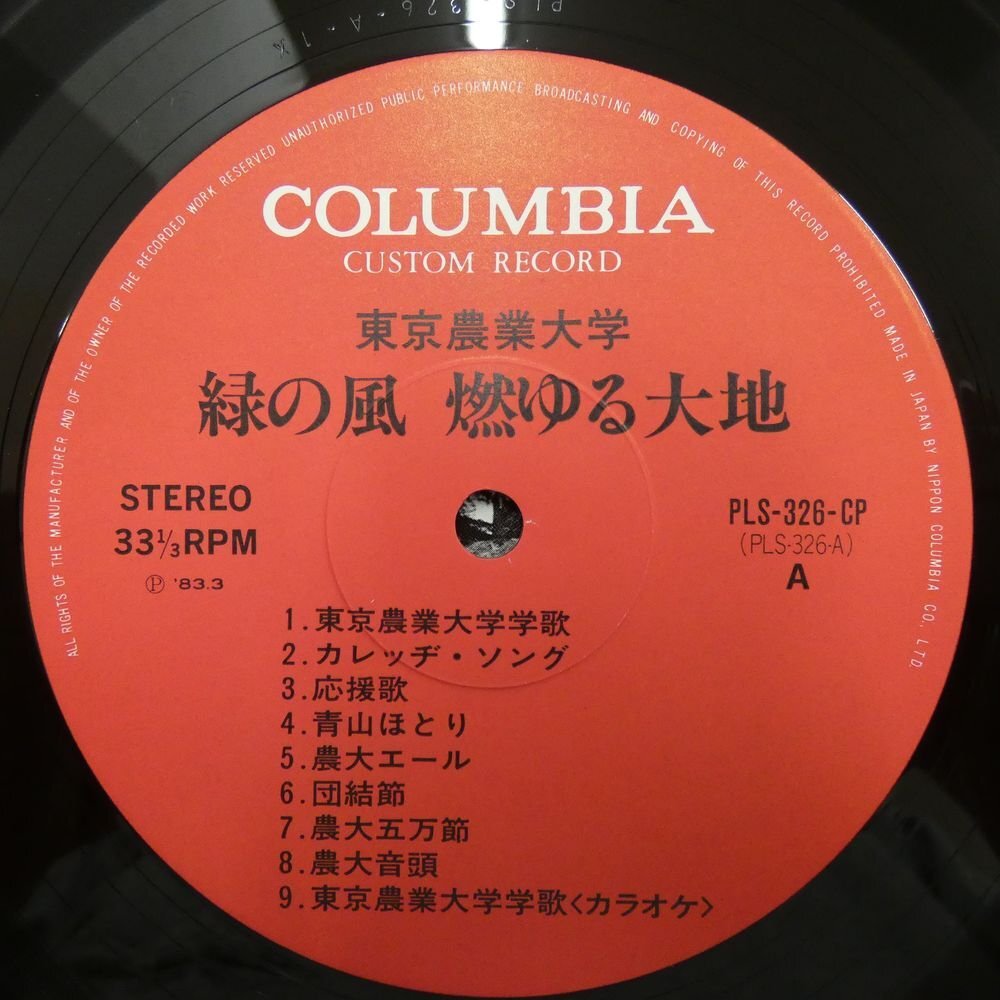 PLS-326-A-1X
ALL RIGHTS OF THE MANUFACTURER AND OF THE OWNER OF THE RECORDED WORK RESERVED UNAUTHORIZED PUBLIC PERFORMANCE BROADCASTING AND COPYING OF THIS RECORD PROHIBITED MADE IN JAPAN BY NIPPON COLUMBIA CO., LTD.
COLUMBIA
CUSTOM RECORD
東京農業大学
緑の風 燃ゆる大地
STEREO
33⅓RPM
Ⓟ '83.3
PLS-326-CP
(PLS-326-A)
A
1.東京農業大学学歌
2.カレッヂ・ソング
3.応援歌
4.青山ほとり
5.農大エール
6.団結節
7.農大五万節
8.農大音頭
9.東京農業大学学歌<カラオケ>